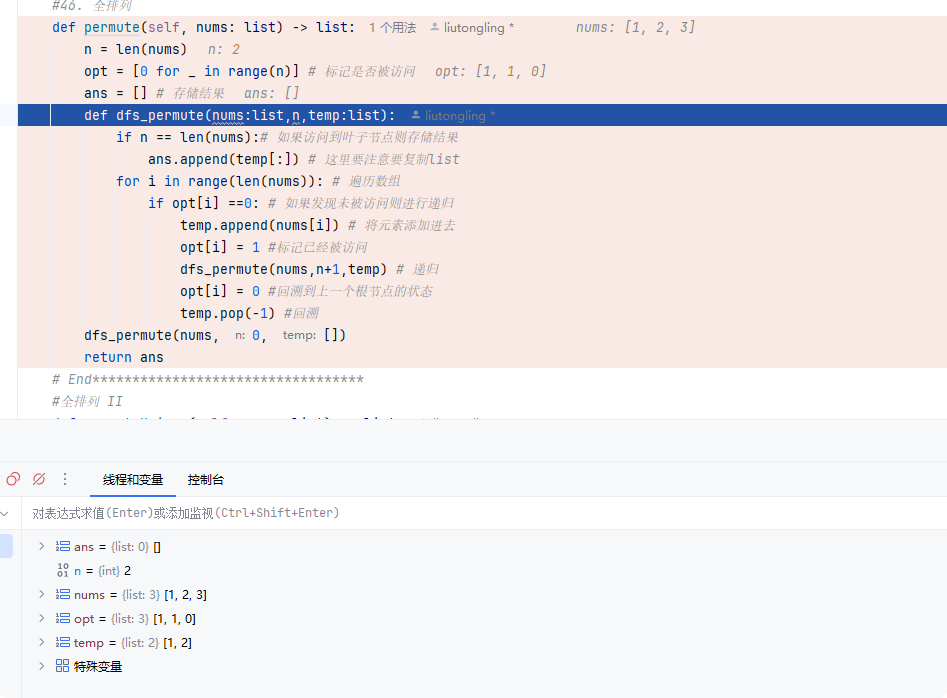 #46. 全排列
def permute(self, nums: list) -> list: 1 个用法 liutongling * nums: [1, 2, 3]
n = len(nums) n: 2
opt = [0 for _ in range(n)] # 标记是否被访问 opt: [1, 1, 0]
ans = [] # 存储结果 ans: []
def dfs_permute(nums:list,n,temp:list): liutongling *
if n == len(nums):# 如果访问到叶子节点则存储结果
ans.append(temp[:]) # 这里要注意要复制list
for i in range(len(nums)): # 遍历数组
if opt[i] ==0: # 如果发现未被访问则进行递归
temp.append(nums[i]) # 将元素添加进去
opt[i] = 1 #标记已经被访问
dfs_permute(nums,n+1,temp) # 递归
opt[i] = 0 #回溯到上一个根节点的状态
temp.pop(-1) #回溯
dfs_permute(nums, n: 0, temp: [])
return ans
# End**********************************
#全排列 II
线程和变量 控制台
对表达式求值(Enter)或添加监视(Ctrl+Shift+Enter)
ans = {list: 0} []
n = {int} 2
nums = {list: 3} [1, 2, 3]
opt = {list: 3} [1, 1, 0]
temp = {list: 2} [1, 2]
特殊变量